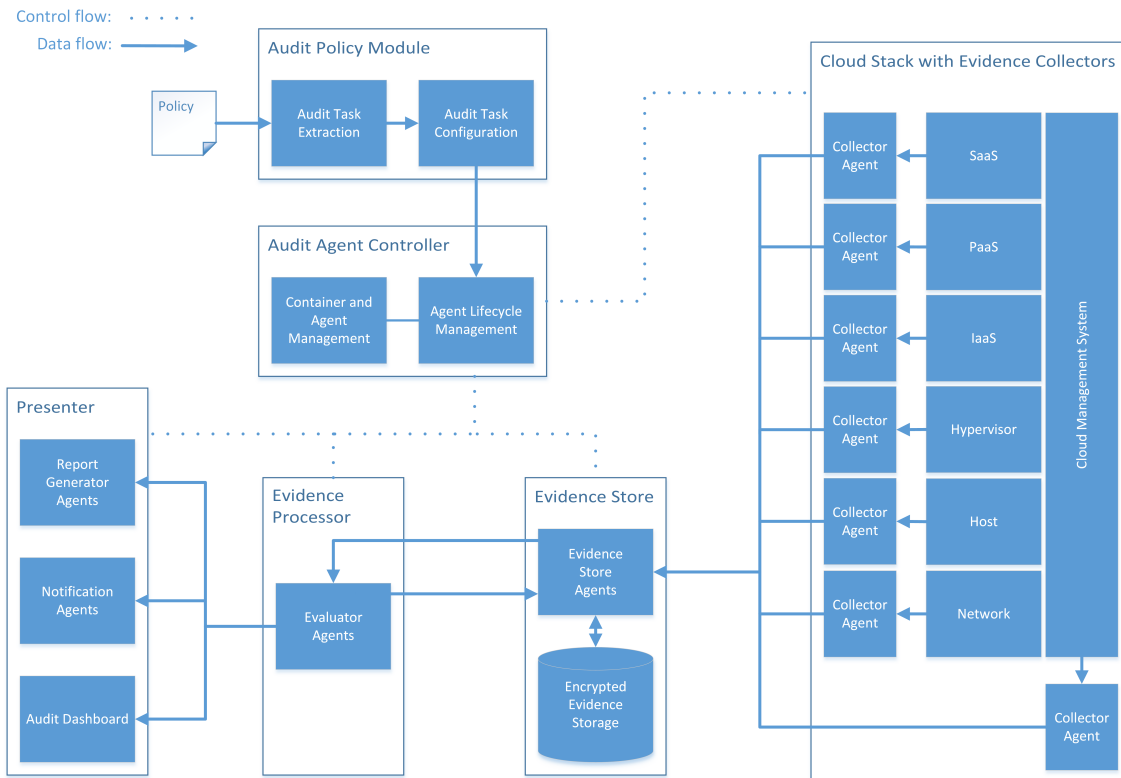 Control flow:
Data flow:
Policy
Audit Policy Module
Audit Task
Extraction
Audit Task
Configuration
Audit Agent Controller
Container and
Agent
Management
Agent Lifecycle
Management
Presenter
Report
Generator
Agents
Notification
Agents
Audit Dashboard
Evidence
Processor
Evaluator
Agents
Evidence Store
Evidence
Store
Agents
Encrypted
Evidence
Storage
Cloud Stack with Evidence Collectors
Collector
Agent
SaaS
Collector
Agent
PaaS
Collector
Agent
IaaS
Collector
Agent
Hypervisor
Collector
Agent
Host
Collector
Agent
Network
Cloud Management System
Collector
Agent